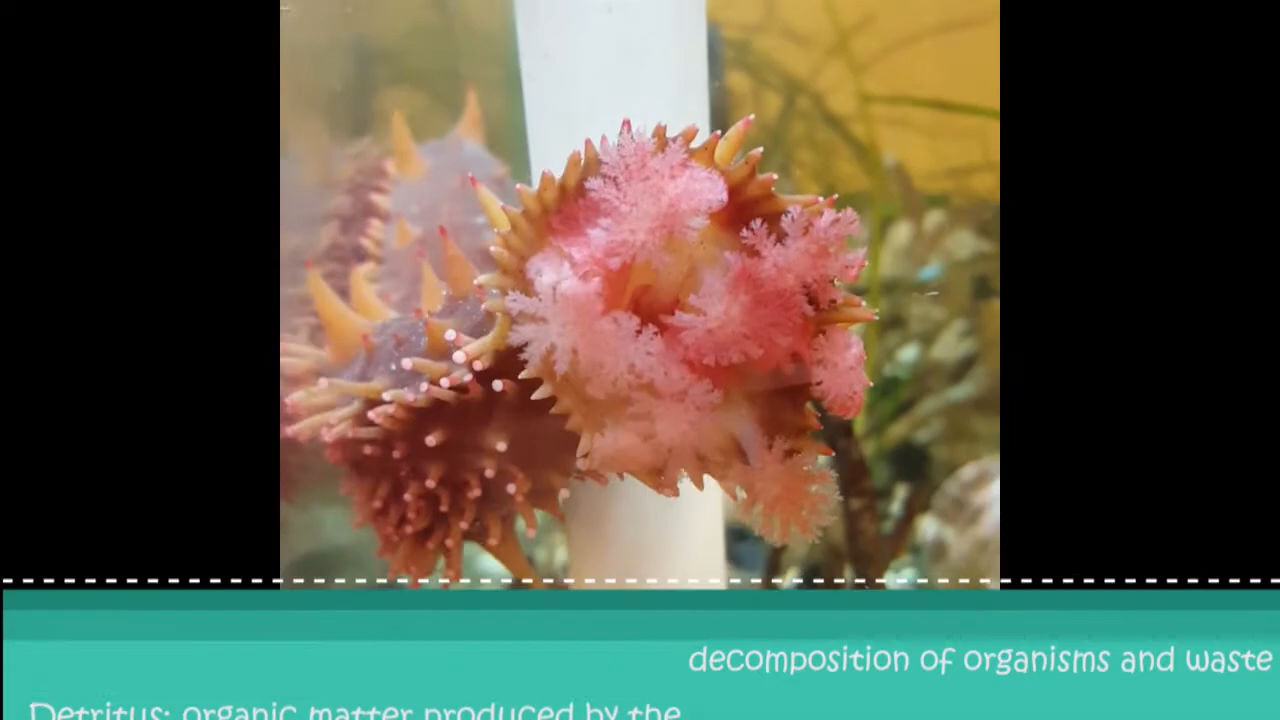 decomposition of organisms and waste
Detritus: organic matter produced by the